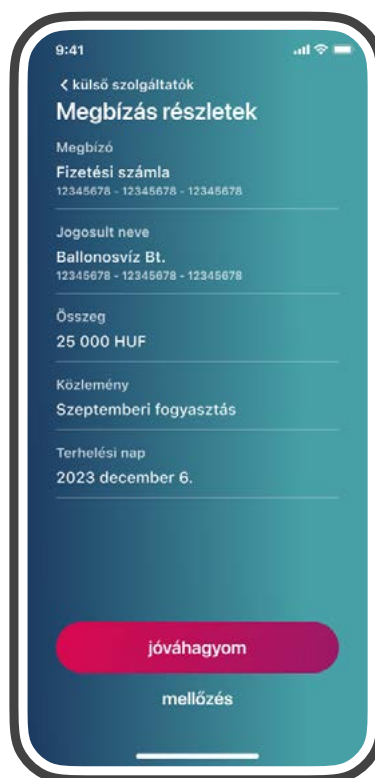 9:41
< külső szolgáltatók
Megbízás részletek
Megbízó
Fizetési számla
12345678 - 12345678 - 12345678
Jogosult neve
Ballonosvíz Bt.
12345678 - 12345678 - 12345678
Összeg
25 000 HUF
Közlemény
Szeptemberi fogyasztás
Terhelési nap
2023 december 6.
jóváhagyom
mellőzés